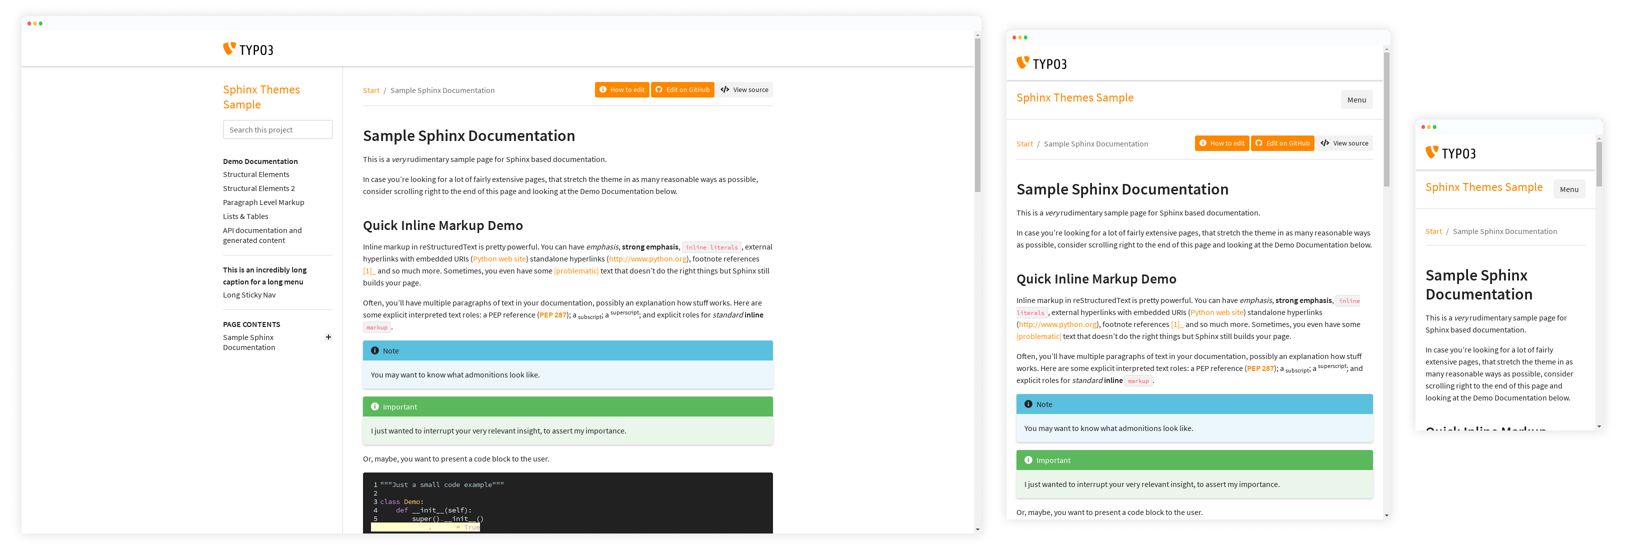 TYPO3
Sphinx Themes
Sample
Search this project
Demo Documentation
Structural Elements
Structural Elements 2
Paragraph Level Markup
Lists & Tables
API documentation and
generated content
This is an incredibly long
caption for a long menu
Long Sticky Nav
PAGE CONTENTS
Sample Sphinx
Documentation
+
Start / Sample Sphinx Documentation
How to edit
Edit on GitHub
View source
Sample Sphinx Documentation
This is a very rudimentary sample page for Sphinx based documentation.
In case you're looking for a lot of fairly extensive pages, that stretch the theme in as many reasonable ways as possible,
consider scrolling right to the end of this page and looking at the Demo Documentation below.
Quick Inline Markup Demo
Inline markup in reStructuredText is pretty powerful. You can have emphasis, strong emphasis, inline literals, external
hyperlinks with embedded URIs (Python web site) standalone hyperlinks (http://www.python.org), footnote references
[1]_ and so much more. Sometimes, you even have some |problematic| text that doesn't do the right things but Sphinx still
builds your page.
Often, you'll have multiple paragraphs of text in your documentation, possibly an explanation how stuff works. Here are
some explicit interpreted text roles: a PEP reference (PEP 287); a subscript; a superscript; and explicit roles for standard inline
markup.
Note
You may want to know what admonitions look like.
Important
I just wanted to interrupt your very relevant insight, to assert my importance.
Or, maybe, you want to present a code block to the user.
1 """Just a small code example"""
2
3 class Demo:
4 def __init__(self):
5 super().__init__()
TYPO3
Sphinx Themes Sample
Menu
Start / Sample Sphinx Documentation
How to edit
Edit on GitHub
View source
Sample Sphinx Documentation
This is a very rudimentary sample page for Sphinx based documentation.
In case you're looking for a lot of fairly extensive pages, that stretch the theme in as many reasonable ways
as possible, consider scrolling right to the end of this page and looking at the Demo Documentation below.
Quick Inline Markup Demo
Inline markup in reStructuredText is pretty powerful. You can have emphasis, strong emphasis, inline
literals, external hyperlinks with embedded URIs (Python web site) standalone hyperlinks
(http://www.python.org), footnote references [1]_ and so much more. Sometimes, you even have some
|problematic| text that doesn't do the right things but Sphinx still builds your page.
Often, you'll have multiple paragraphs of text in your documentation, possibly an explanation how stuff
works. Here are some explicit interpreted text roles: a PEP reference (PEP 287); a subscript; a superscript; and
explicit roles for standard inline markup.
Note
You may want to know what admonitions look like.
Important
I just wanted to interrupt your very relevant insight, to assert my importance.
Or, maybe, you want to present a code block to the user.
TYPO3
Sphinx Themes Sample
Menu
Start / Sample Sphinx Documentation
Sample Sphinx
Documentation
This is a very rudimentary sample page for
Sphinx based documentation.
In case you're looking for a lot of fairly
extensive pages, that stretch the theme in as
many reasonable ways as possible, consider
scrolling right to the end of this page and
looking at the Demo Documentation below.
Quick Inline Markup